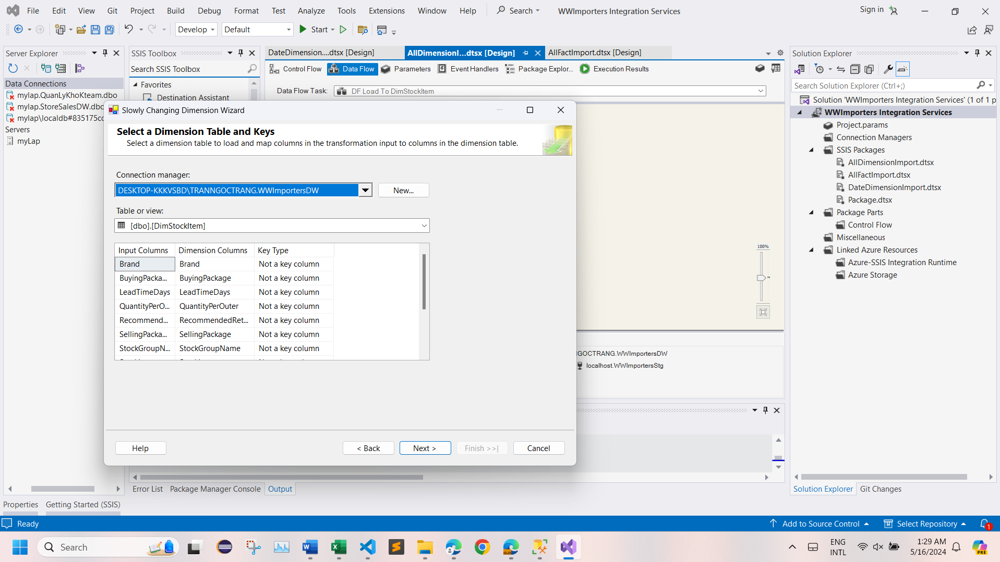 File Edit View Git Project Build Debug Format Test Analyze Tools Extensions Window Help Search WWImporters Integration Services Sign in
Develop Default Start
Server Explorer
Data Connections
mylap.QuanLyKhoKteam.dbo
mylap.StoreSalesDW.dbo
mylap\localdb#835175cc
Servers
myLap
SSIS Toolbox
Search SSIS Toolbox
Favorites
Destination Assistant
DateDimension....dtsx [Design] AllDimensionI...dtsx [Design] AllFactImport.dtsx [Design]
Control Flow Data Flow Parameters Event Handlers Package Explor... Execution Results
Data Flow Task: DF Load To DimStockItem
Slowly Changing Dimension Wizard
Select a Dimension Table and Keys
Select a dimension table to load and map columns in the transformation input to columns in the dimension table.
Connection manager:
DESKTOP-KKKVSBD\TRANNGOCTRANG.WWImportersDW New...
Table or view:
[dbo].[DimStockItem]
Input Columns Dimension Columns Key Type
Brand Brand Not a key column
BuyingPacka... BuyingPackage Not a key column
LeadTimeDays LeadTimeDays Not a key column
QuantityPerO... QuantityPerOuter Not a key column
Recommend... RecommendedRet... Not a key column
SellingPacka... SellingPackage Not a key column
StockGroupN... StockGroupName Not a key column
Help < Back Next > Finish >>| Cancel
100%
GOCTRANG.WWImportersDW
localhost.WWImportersStg
Error List Package Manager Console Output
Solution Explorer
Search Solution Explorer (Ctrl+;)
Solution 'WWImporters Integration Services' (1 of 1 p
WWImporters Integration Services
Project.params
Connection Managers
SSIS Packages
AllDimensionImport.dtsx
AllFactImport.dtsx
DateDimensionImport.dtsx
Package.dtsx
Package Parts
Control Flow
Miscellaneous
Linked Azure Resources
Azure-SSIS Integration Runtime
Azure Storage
Solution Explorer Git Changes
Properties Getting Started (SSIS)
Ready Add to Source Control Select Repository 1
Search
ENG
INTL
1:29 AM
5/16/2024
PRE